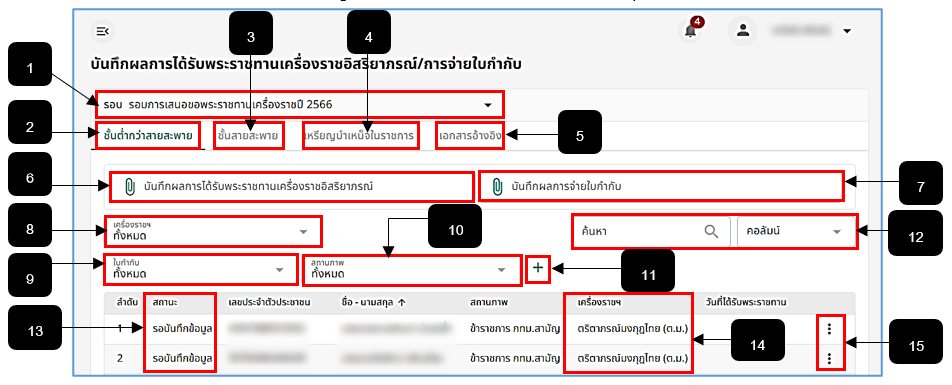 4
3
4
1
บันทึกผลการได้รับพระราชทานเครื่องราชอิสริยาภรณ์/การจ่ายใบกำกับ
รอบ รอบการเสนอขอพระราชทานเครื่องราชปี 2566
2
ชั้นต่ำกว่าสายสะพาย ชั้นสายสะพาย เหรียญบำเหน็จในราชการ เอกสารอ้างอิง
5
6
บันทึกผลการได้รับพระราชทานเครื่องราชอิสริยาภรณ์ บันทึกผลการจ่ายใบกำกับ
7
8
เครื่องราชฯ
ทั้งหมด
10
ค้นหา คอลัมน์
12
9
ใบกำกับ
ทั้งหมด
สถานภาพ
ทั้งหมด
+
11
ลำดับ สถานะ เลขประจำตัวประชาชน ชื่อ - นามสกุล ↑ สถานภาพ เครื่องราชฯ วันที่ได้รับพระราชทาน
13
1 รอบันทึกข้อมูล ข้าราชการ กทม.สามัญ ตริตาภรณ์มงกุฎไทย (ต.ม.)
14
15
2 รอบันทึกข้อมูล ข้าราชการ กทม.สามัญ ตริตาภรณ์มงกุฎไทย (ต.ม.)